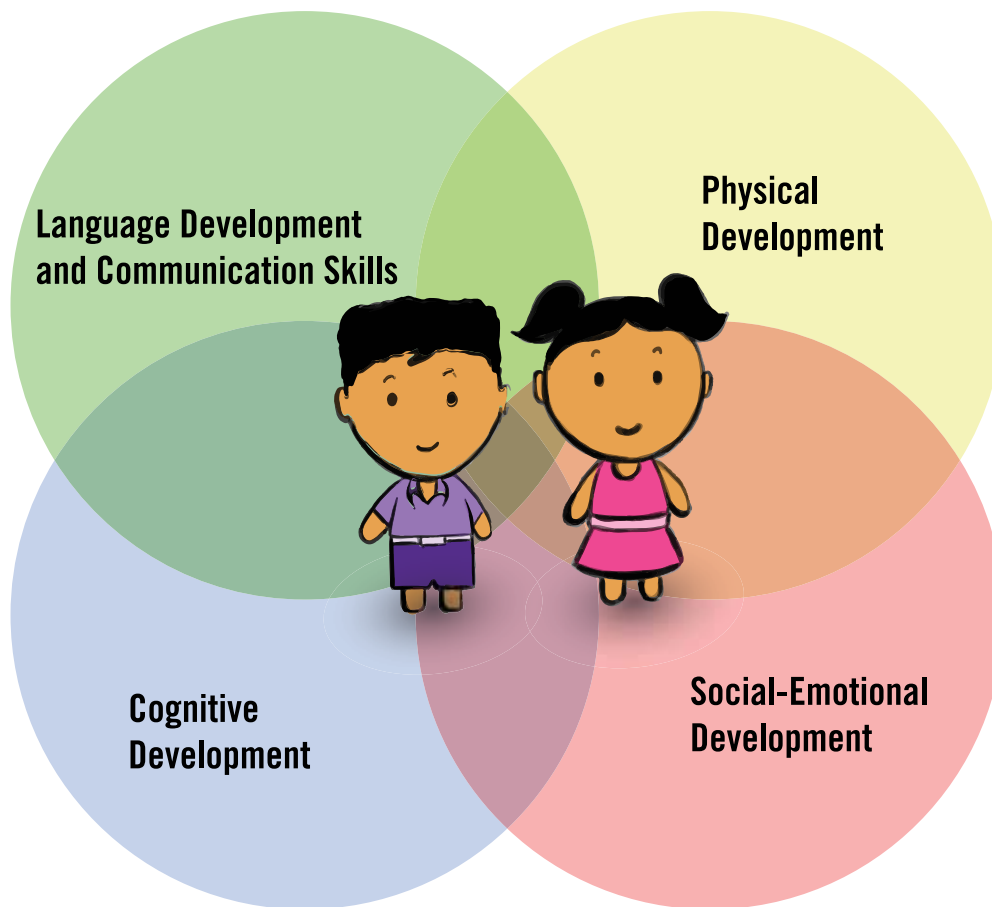 Language Development
and Communication Skills
Physical
Development
Cognitive
Development
Social-Emotional
Development